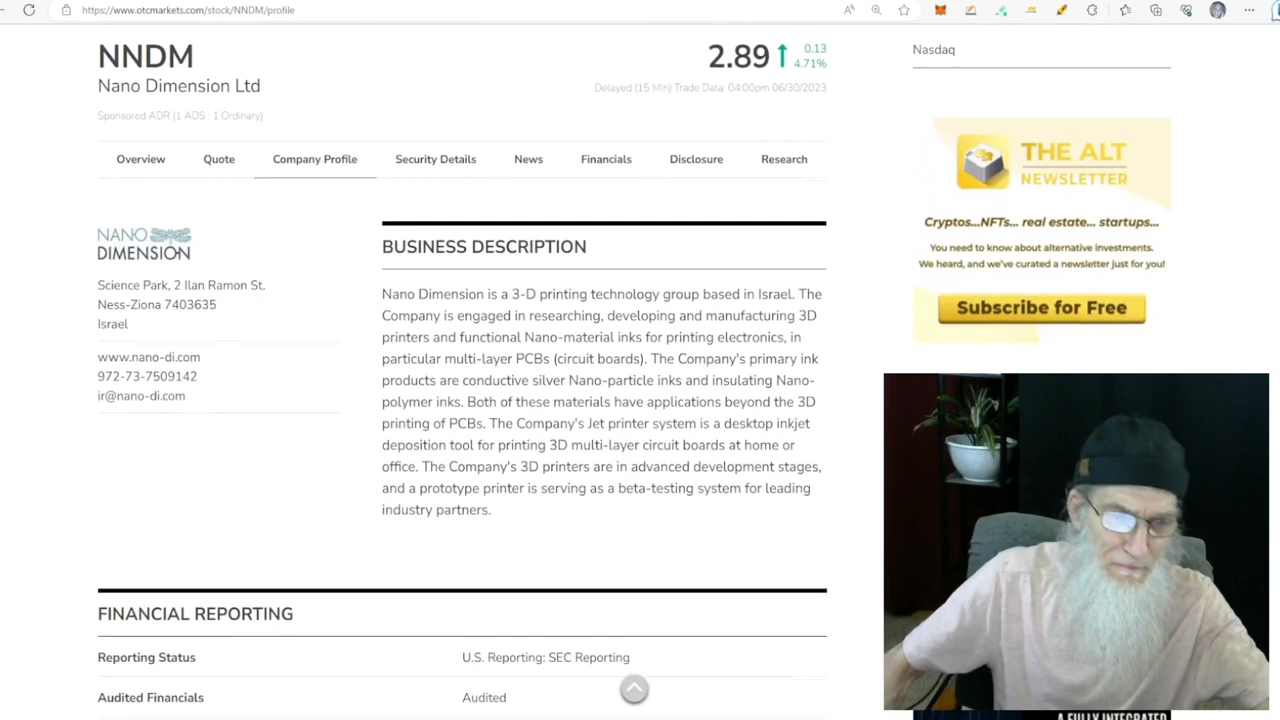 https://www.otcmarkets.com/stock/NNDM/profile
NNDM
Nano Dimension Ltd
Sponsored ADR (1 ADS : 1 Ordinary)
2.89
0.13
4.71%
Delayed (15 Min) Trade Data: 04:00pm 06/30/2023
Overview
Quote
Company Profile
Security Details
News
Financials
Disclosure
Research
NANO
DIMENSION
Science Park, 2 Ilan Ramon St.
Ness-Ziona 7403635
Israel
www.nano-di.com
972-73-7509142
ir@nano-di.com
BUSINESS DESCRIPTION
Nano Dimension is a 3-D printing technology group based in Israel. The
Company is engaged in researching, developing and manufacturing 3D
printers and functional Nano-material inks for printing electronics, in
particular multi-layer PCBs (circuit boards). The Company's primary ink
products are conductive silver Nano-particle inks and insulating Nano-
polymer inks. Both of these materials have applications beyond the 3D
printing of PCBs. The Company's Jet printer system is a desktop inkjet
deposition tool for printing 3D multi-layer circuit boards at home or
office. The Company's 3D printers are in advanced development stages,
and a prototype printer is serving as a beta-testing system for leading
industry partners.
FINANCIAL REPORTING
Reporting Status
U.S. Reporting: SEC Reporting
Audited Financials
Audited
Nasdaq
THE ALT
NEWSLETTER
Cryptos...NFTs... real estate... startups...
You need to know about alternative investments.
We heard, and we've curated a newsletter just for you!
Subscribe for Free
A FULLY INTEGRATED